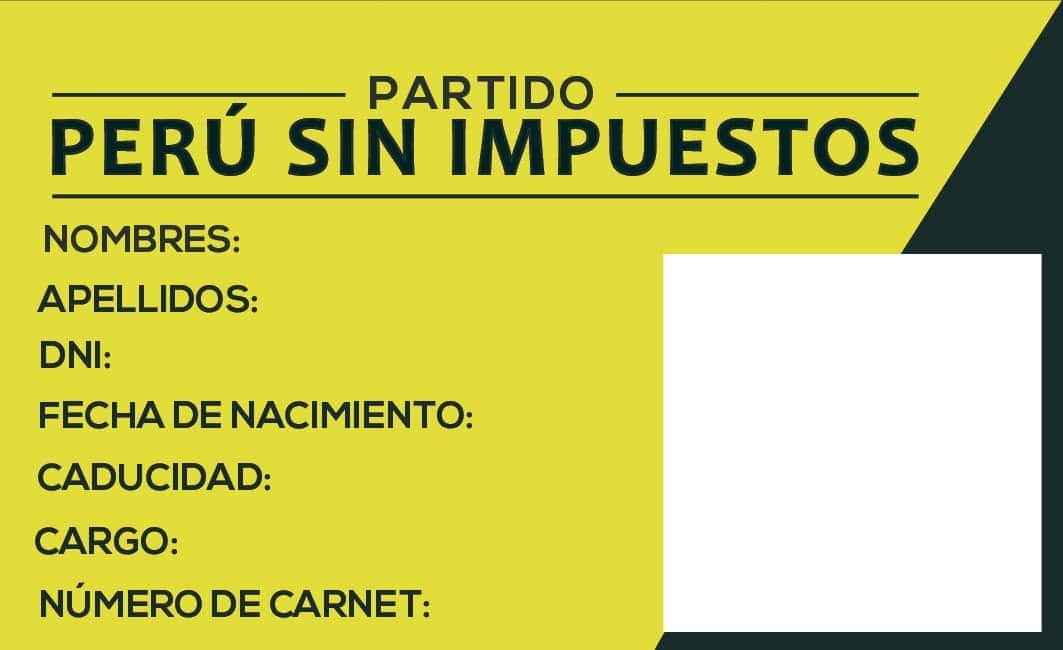 PARTIDO
PERÚ SIN IMPUESTOS
NOMBRES:
APELLIDOS:
DNI:
FECHA DE NACIMIENTO:
CADUCIDAD:
CARGO:
NÚMERO DE CARNET: